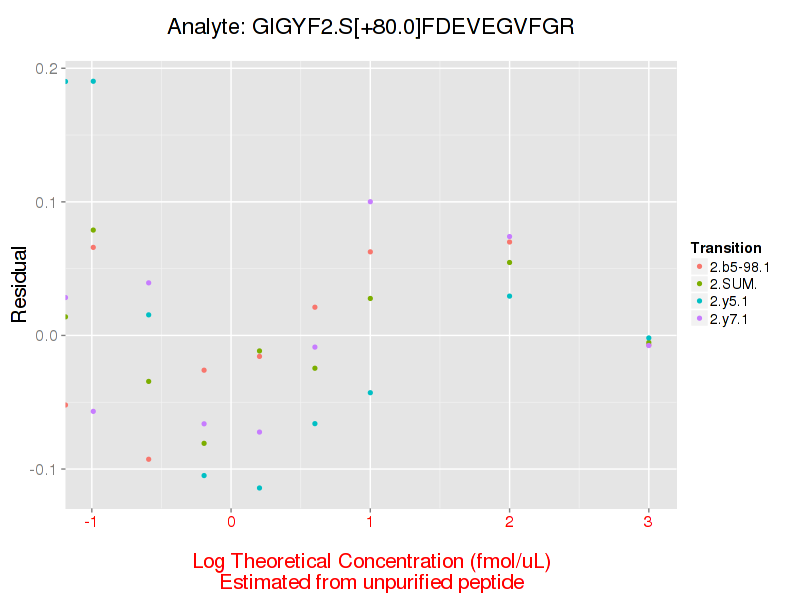 Analyte: GIGYF2.S[+80.0]FDEVEGVFGR
0.2
0.1
0.0
-0.1
Residual
-1 0 1 2 3
Log Theoretical Concentration (fmol/uL)
Estimated from unpurified peptide
Transition
2.b5-98.1
2.SUM.
2.y5.1
2.y7.1